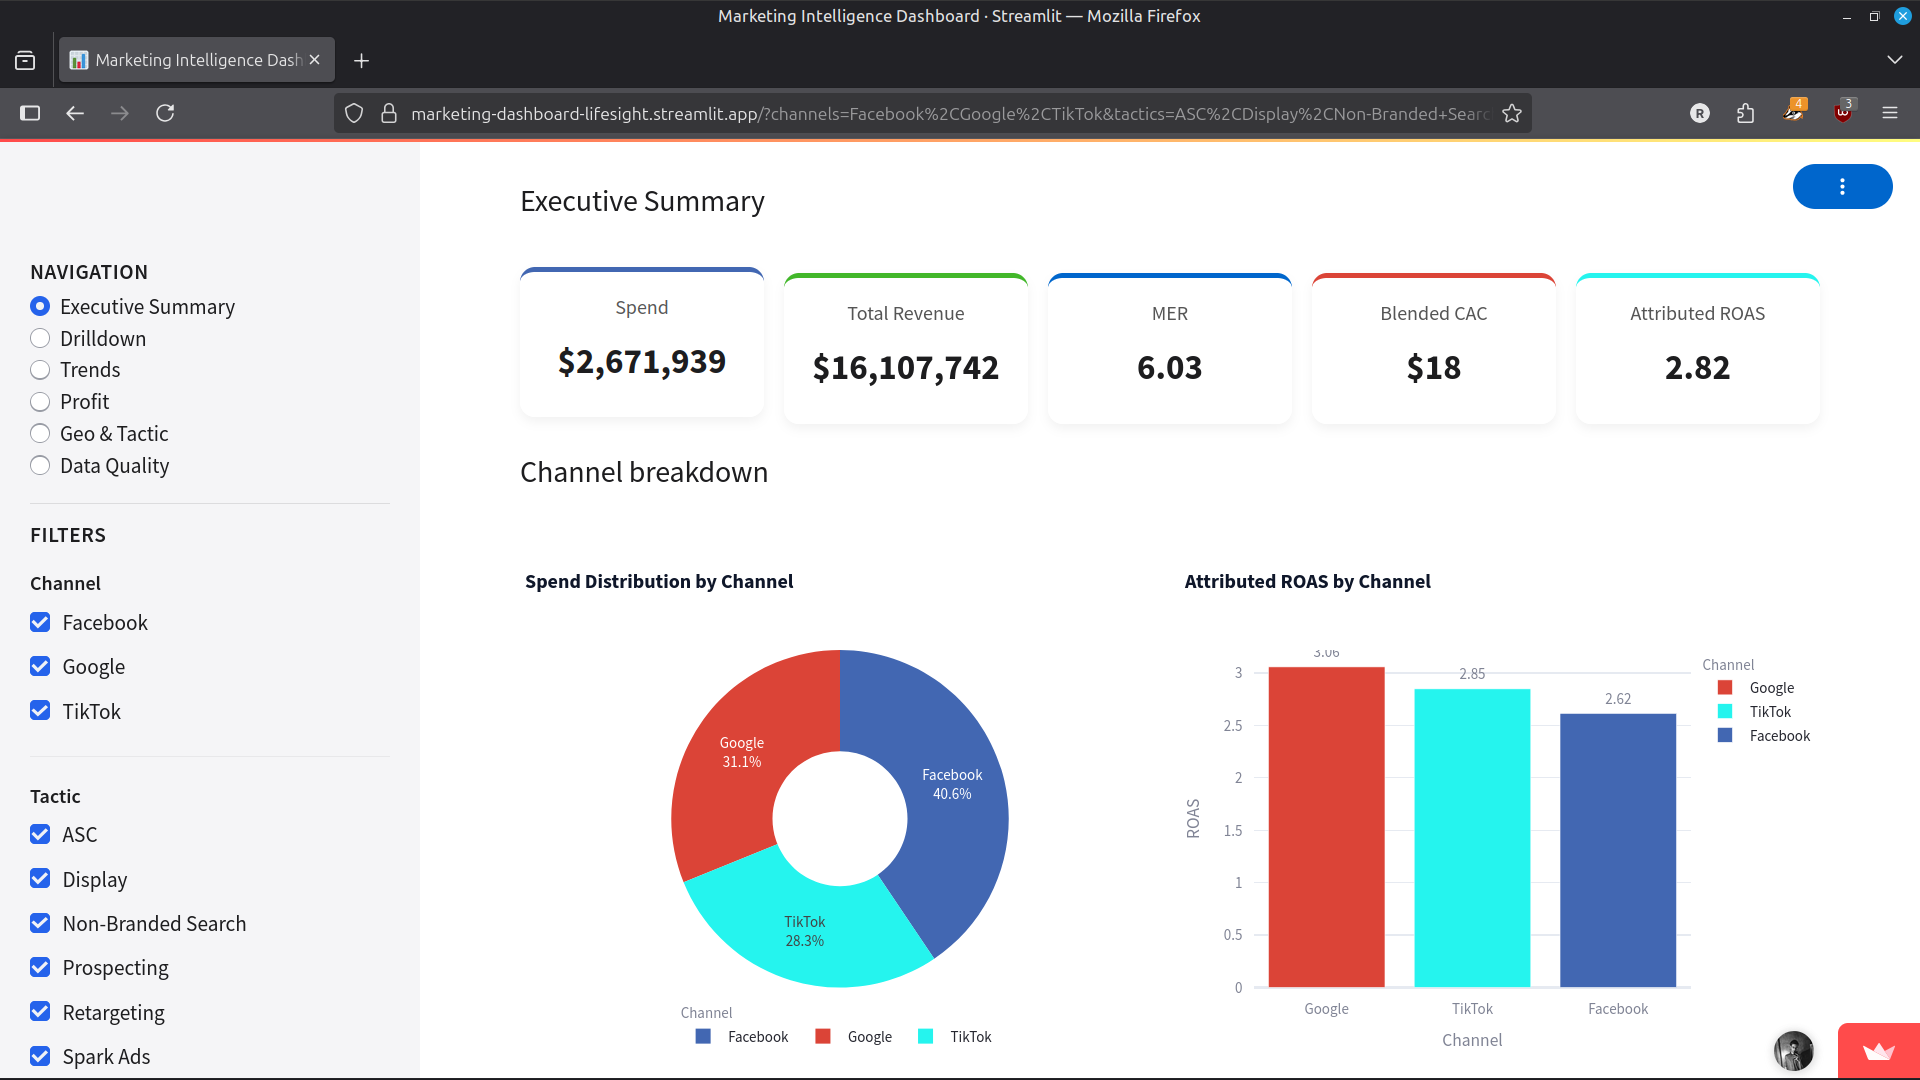 Marketing Intelligence Dashboard · Streamlit — Mozilla Firefox
Marketing Intelligence Dash
marketing-dashboard-lifesight.streamlit.app/?channels=Facebook%2CGoogle%2CTikTok&tactics=ASC%2CDisplay%2CNon-Branded+Searc
R
4
3
NAVIGATION
Executive Summary
Drilldown
Trends
Profit
Geo & Tactic
Data Quality
FILTERS
Channel
Facebook
Google
TikTok
Tactic
ASC
Display
Non-Branded Search
Prospecting
Retargeting
Spark Ads
Executive Summary
Spend
$2,671,939
Total Revenue
$16,107,742
MER
6.03
Blended CAC
$18
Attributed ROAS
2.82
Channel breakdown
Spend Distribution by Channel
Google
31.1%
Facebook
40.6%
TikTok
28.3%
Channel
Facebook Google TikTok
Attributed ROAS by Channel
3.06
2.85
2.62
3
2.5
2
1.5
1
0.5
0
ROAS
Google TikTok Facebook
Channel
Channel
Google
TikTok
Facebook